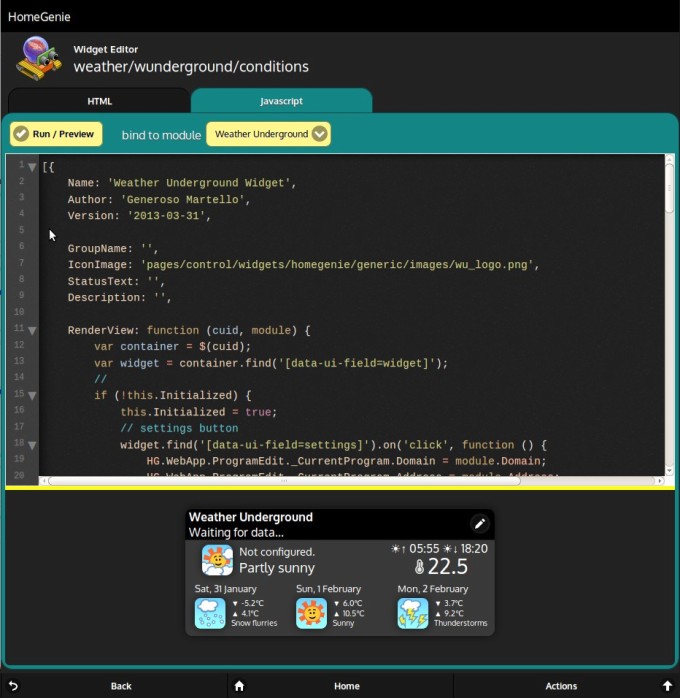 HomeGenie
Widget Editor
weather/wunderground/conditions
HTML
Javascript
Run / Preview
bind to module
Weather Underground
1 [{
2 Name: 'Weather Underground Widget',
3 Author: 'Generoso Martello',
4 Version: '2013-03-31',
5
6 GroupName: '',
7 IconImage: 'pages/control/widgets/homegenie/generic/images/wu_logo.png',
8 StatusText: '',
9 Description: '',
10
11 RenderView: function (cuid, module) {
12 var container = $(cuid);
13 var widget = container.find('[data-ui-field=widget]');
14 //
15 if (!this.Initialized) {
16 this.Initialized = true;
17 // settings button
18 widget.find('[data-ui-field=settings]').on('click', function () {
19 HG.WebApp.ProgramEdit._CurrentProgram.Domain = module.Domain;
20 HG.WebApp.ProgramEdit._CurrentProgram.Address = module.Address;
Weather Underground
Waiting for data...
Not configured.
Partly sunny
☀↑ 05:55 ☀↓ 18:20
22.5
Sat, 31 January
▼ -5.2°C
▲ 4.1°C
Snow flurries
Sun, 1 February
▼ 6.0°C
▲ 10.5°C
Sunny
Mon, 2 February
▼ 3.7°C
▲ 9.2°C
Thunderstorms
Back
Home
Actions